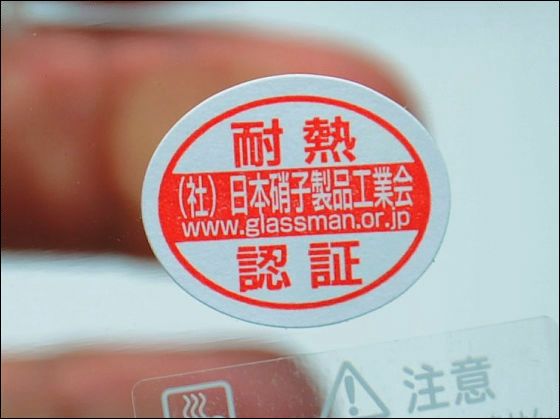 耐熱
（社）日本硝子製品工業会
www.glassman.or.jp
認証
注意